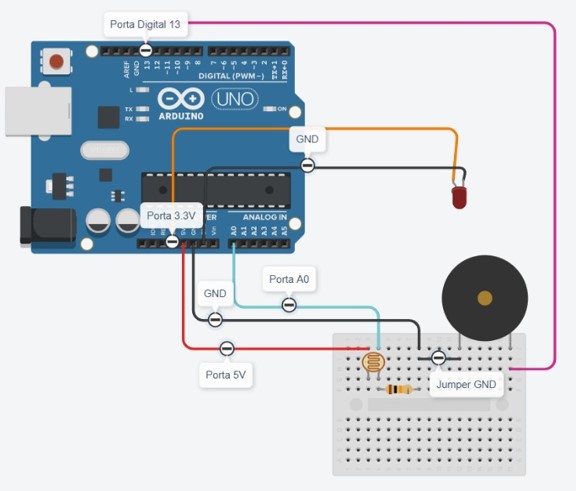 Porta Digital 13
AREF
GND
13
12
~11
~10
~9
8
7
~6
~5
4
~3
2
TX→1
RX←0
DIGITAL (PWM~)
L
TX
RX
UNO
ON
ARDUINO
GND
Porta 3.3V
ER
ANALOG IN
5V
Vin
A0
A1
A2
A3
A4
A5
Porta A0
GND
Porta 5V
Jumper GND